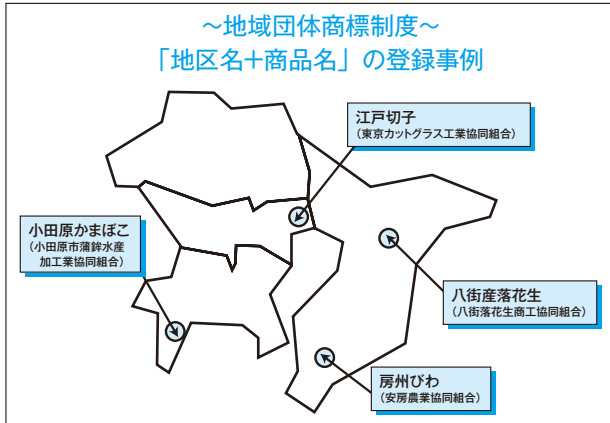 ～地域団体商標制度～
「地区名＋商品名」の登録事例
江戸切子
（東京カットグラス工業協同組合）
小田原かまぼこ
（小田原市蒲鉾水産
加工業協同組合）
八街産落花生
（八街落花生商工協同組合）
房州びわ
（安房農業協同組合）